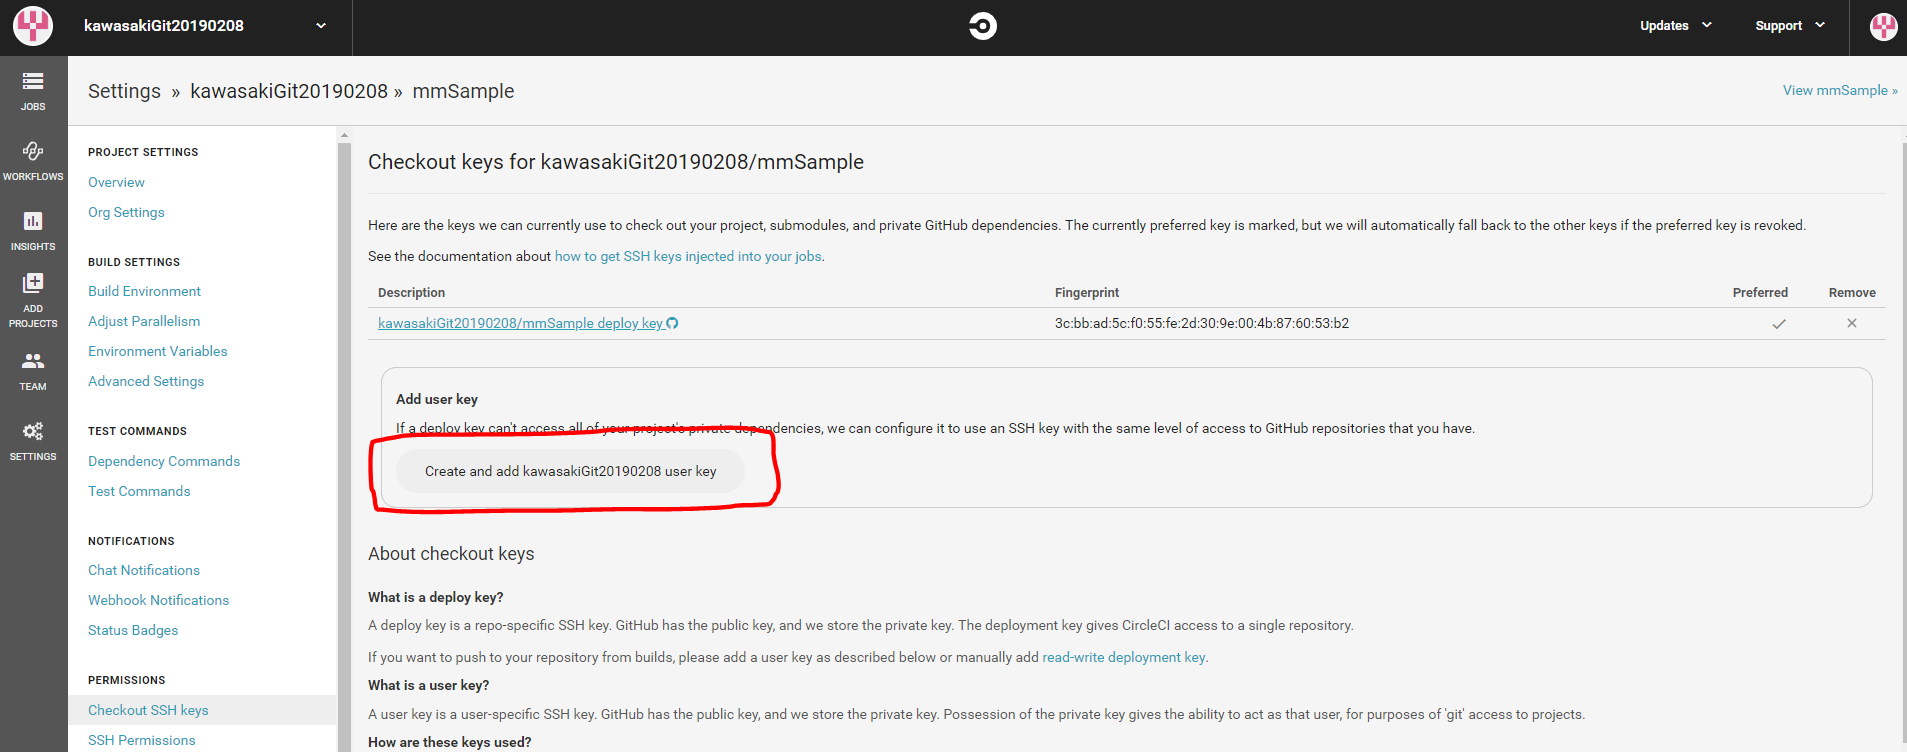 kawasakiGit20190208
Updates
Support
JOBS
WORKFLOWS
INSIGHTS
ADD
PROJECTS
TEAM
SETTINGS
Settings » kawasakiGit20190208 » mmSample
View mmSample »
PROJECT SETTINGS
Overview
Org Settings
BUILD SETTINGS
Build Environment
Adjust Parallelism
Environment Variables
Advanced Settings
TEST COMMANDS
Dependency Commands
Test Commands
NOTIFICATIONS
Chat Notifications
Webhook Notifications
Status Badges
PERMISSIONS
Checkout SSH keys
SSH Permissions
Checkout keys for kawasakiGit20190208/mmSample
Here are the keys we can currently use to check out your project, submodules, and private GitHub dependencies. The currently preferred key is marked, but we will automatically fall back to the other keys if the preferred key is revoked.
See the documentation about how to get SSH keys injected into your jobs.
Description Fingerprint Preferred Remove
kawasakiGit20190208/mmSample deploy key 3c:bb:ad:5c:f0:55:fe:2d:30:9e:00:4b:87:60:53:b2
Add user key
If a deploy key can't access all of your project's private dependencies, we can configure it to use an SSH key with the same level of access to GitHub repositories that you have.
Create and add kawasakiGit20190208 user key
About checkout keys
What is a deploy key?
A deploy key is a repo-specific SSH key. GitHub has the public key, and we store the private key. The deployment key gives CircleCI access to a single repository.
If you want to push to your repository from builds, please add a user key as described below or manually add read-write deployment key.
What is a user key?
A user key is a user-specific SSH key. GitHub has the public key, and we store the private key. Possession of the private key gives the ability to act as that user, for purposes of 'git' access to projects.
How are these keys used?